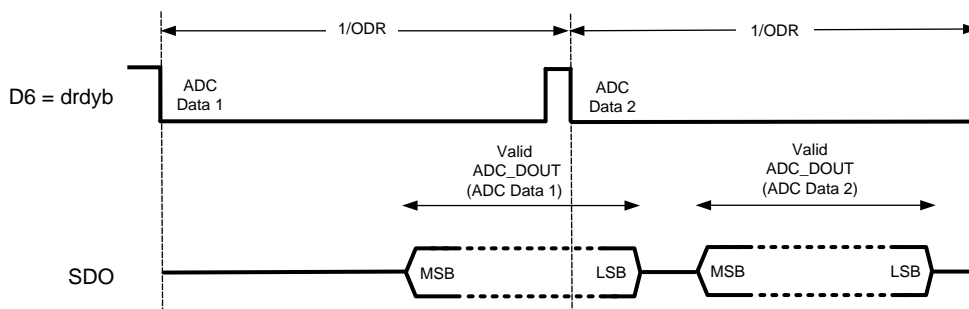 1/ODR
1/ODR
D6 = drdyb
ADC
Data 1
ADC
Data 2
Valid
ADC_DOUT
(ADC Data 1)
Valid
ADC_DOUT
(ADC Data 2)
SDO
MSB
LSB
MSB
LSB